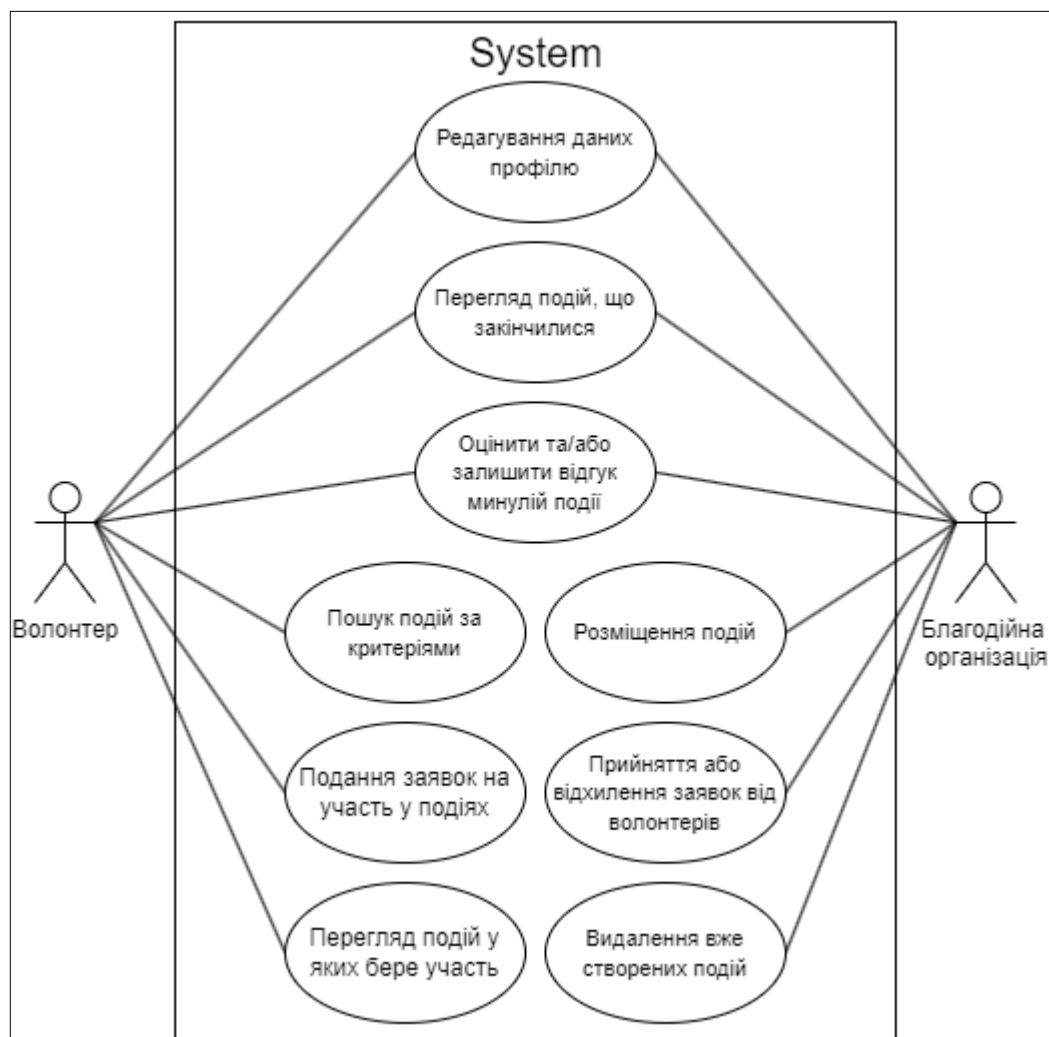 System
Редагування даних
профілю
Перегляд подій, що
закінчилися
Оцінити та/або
залишити відгук
минулій події
Волонтер
Благодійна
організація
Пошук подій за
критеріями
Розміщення подій
Подання заявок на
участь у подіях
Прийняття або
відхилення заявок від
волонтерів
Перегляд подій у
яких бере участь
Видалення вже
створених подій